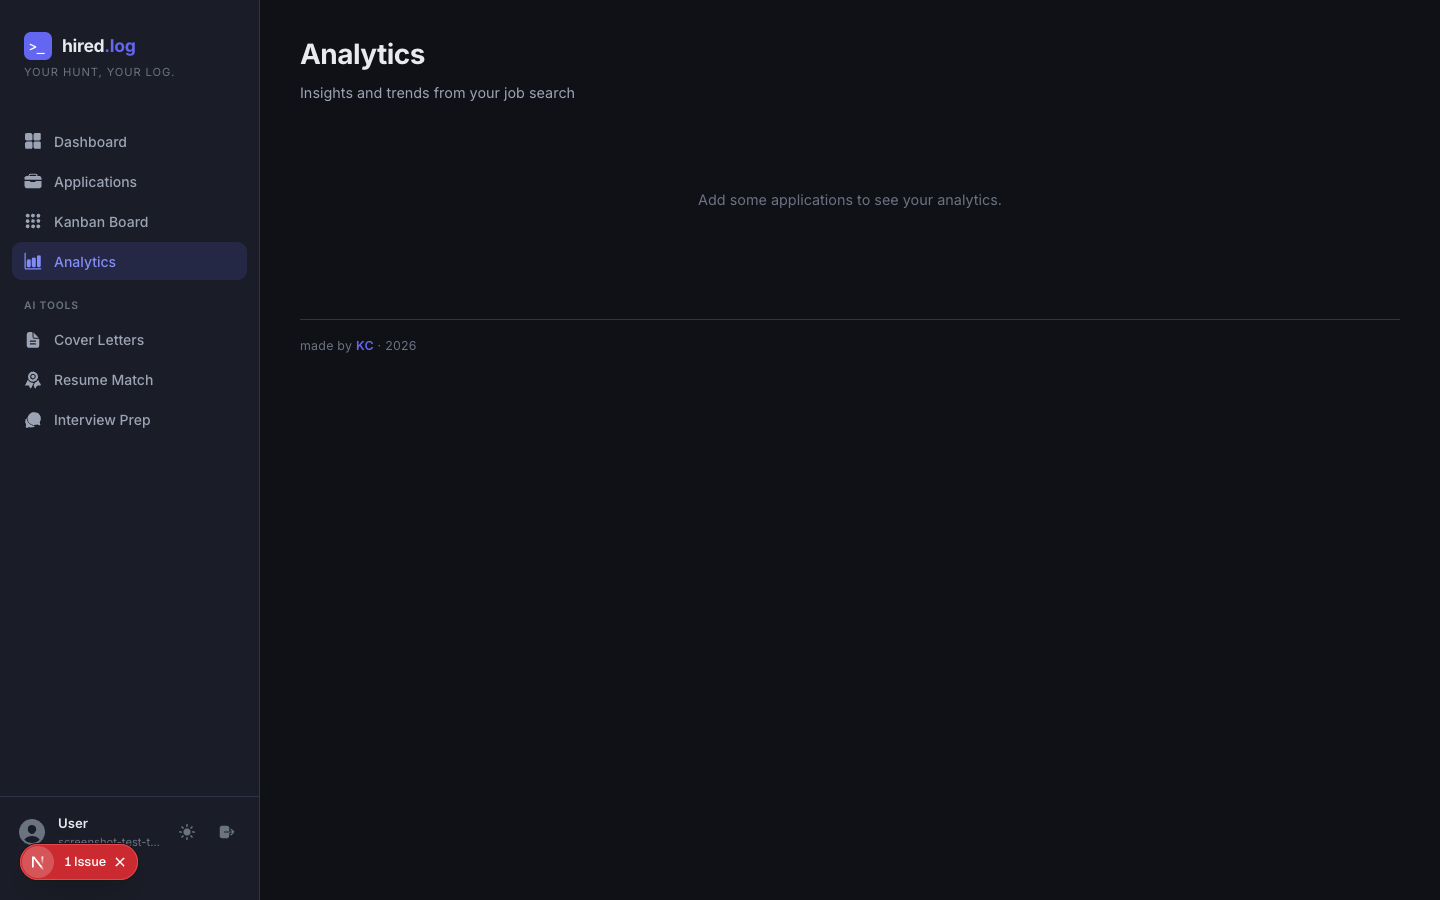 >_ hired.log
YOUR HUNT, YOUR LOG.
Dashboard
Applications
Kanban Board
Analytics
AI TOOLS
Cover Letters
Resume Match
Interview Prep
User
screenshot-test-t...
N 1 Issue
Analytics
Insights and trends from your job search
Add some applications to see your analytics.
made by KC · 2026